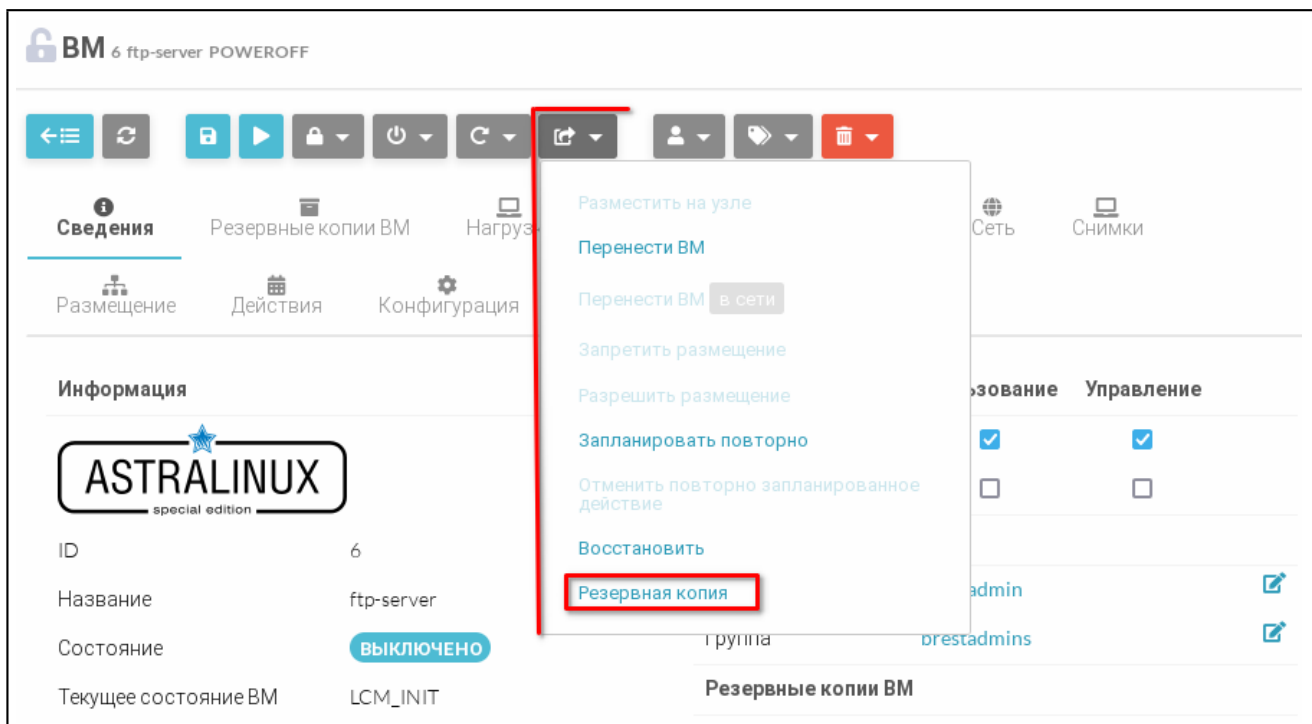 ВМ 6 ftp-server POWEROFF
Сведения
Резервные копии ВМ
Сеть
Снимки
Размещение
Действия
Конфигурация
Разместить на узле
Перенести ВМ
Перенести ВМ в сети
Запретить размещение
Разрешить размещение
Запланировать повторно
Отменить повторно запланированное
действие
Восстановить
Резервная копия
Информация
Управление
ASTRALINUX
special edition
ID 6
Название ftp-server
Состояние ВЫКЛЮЧЕНО
Текущее состояние ВМ LCM_INIT
Группа brestadmins
Резервные копии ВМ